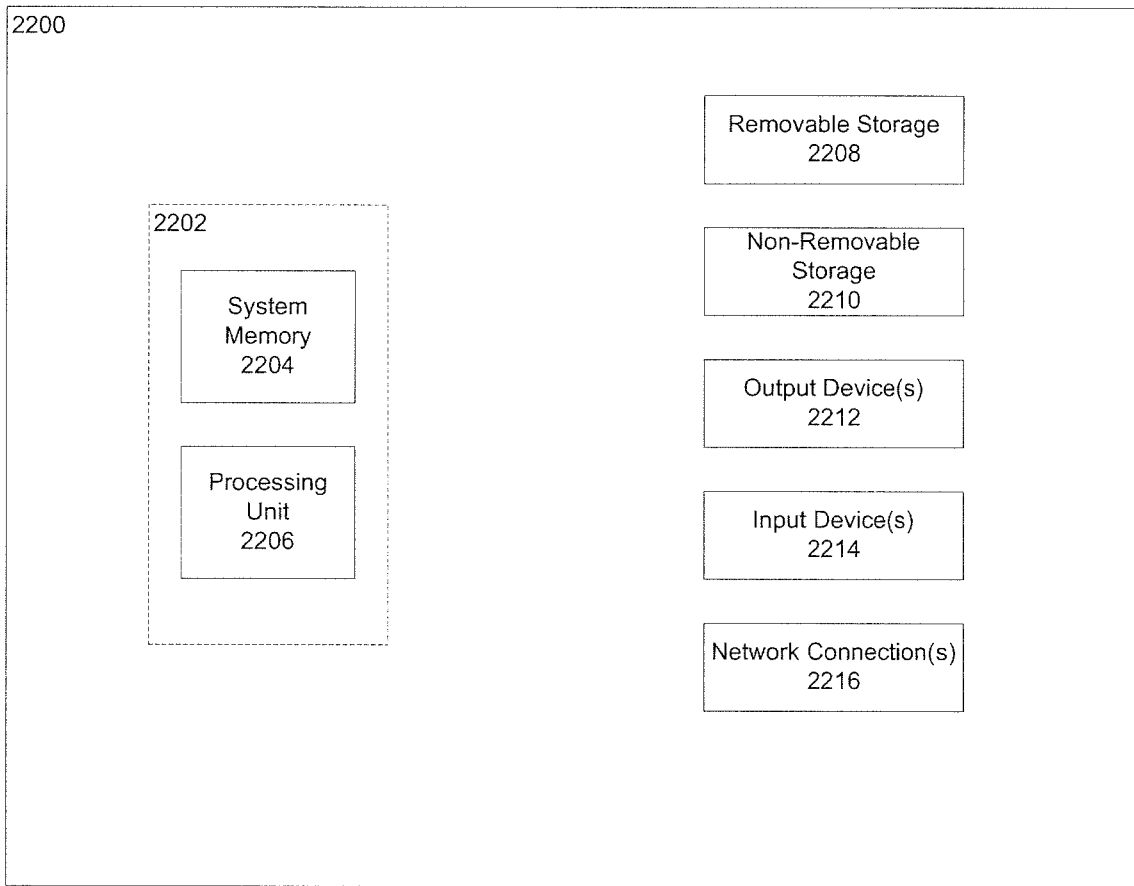 2200
2202
System
Memory
2204
Processing
Unit
2206
Removable Storage
2208
Non-Removable
Storage
2210
Output Device(s)
2212
Input Device(s)
2214
Network Connection(s)
2216